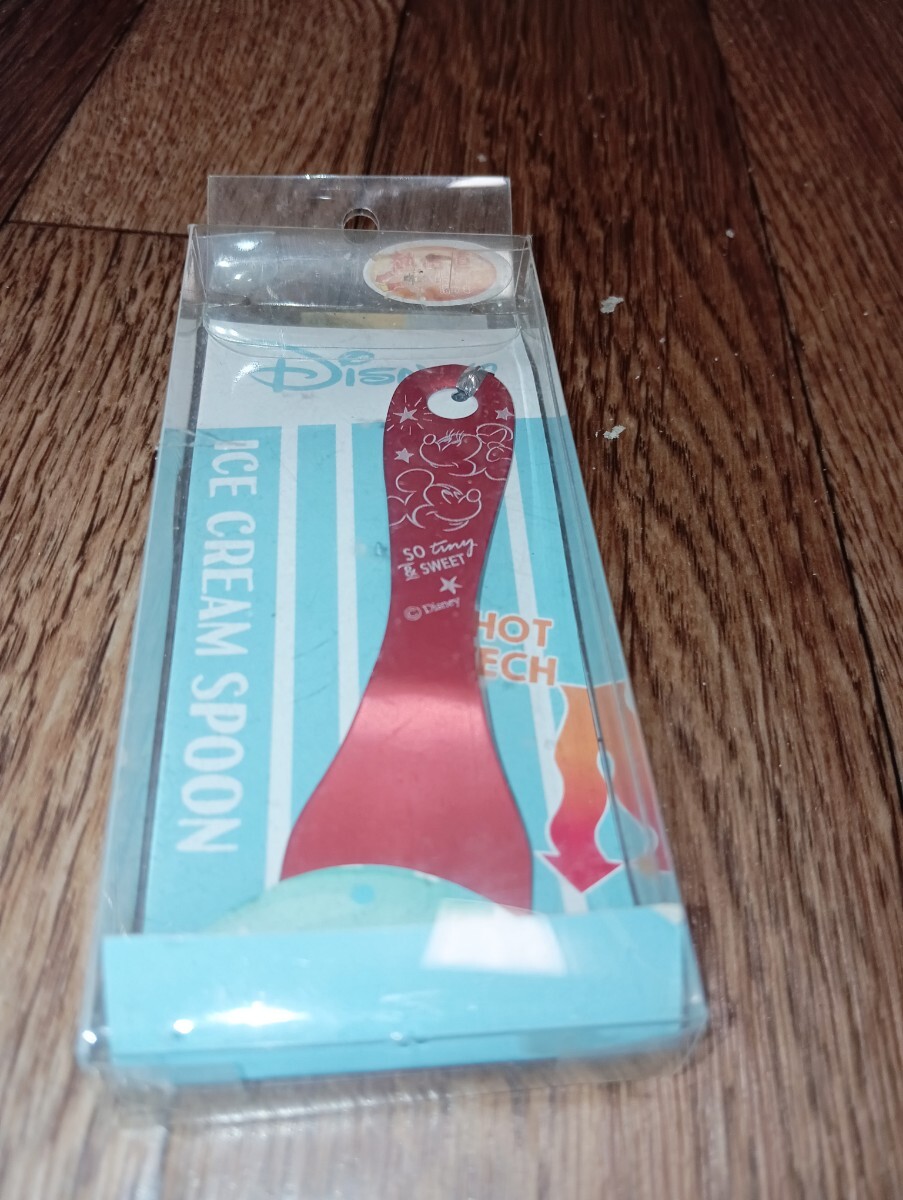 Disney
ICE CREAM SPOON
SO tiny
& SWEET
© Disney
HOT
ECH